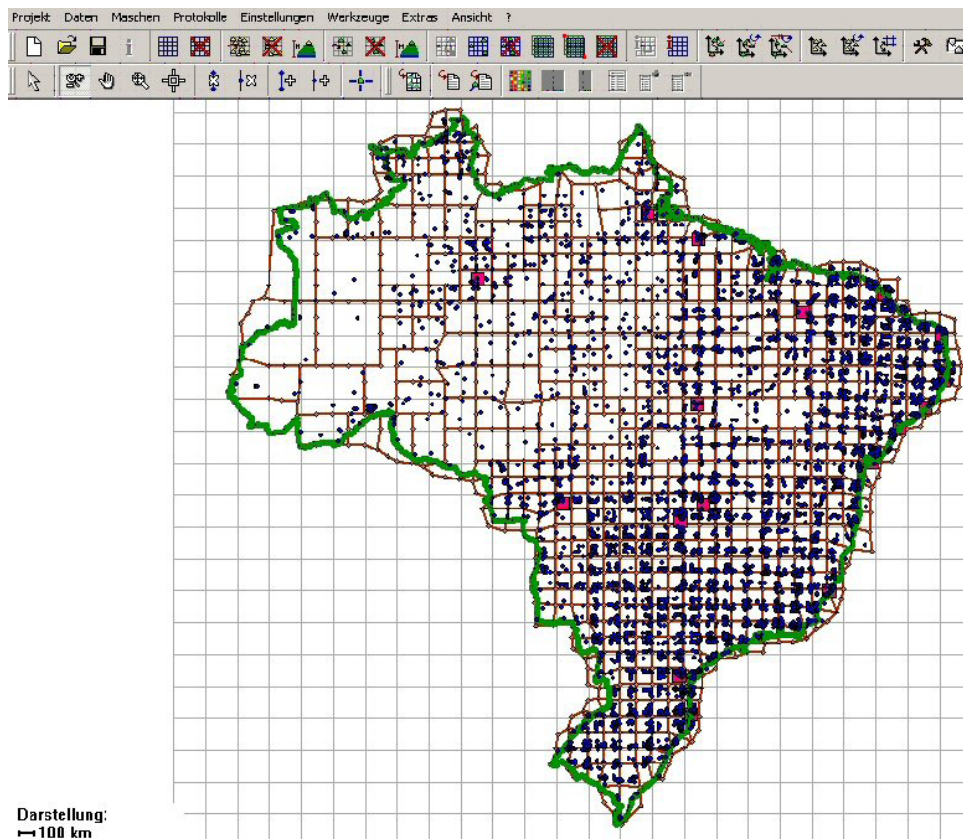 Projekt Daten Maschen Protokolle Einstellungen Werkzeuge Extras Ansicht ?
Darstellung:
100 km